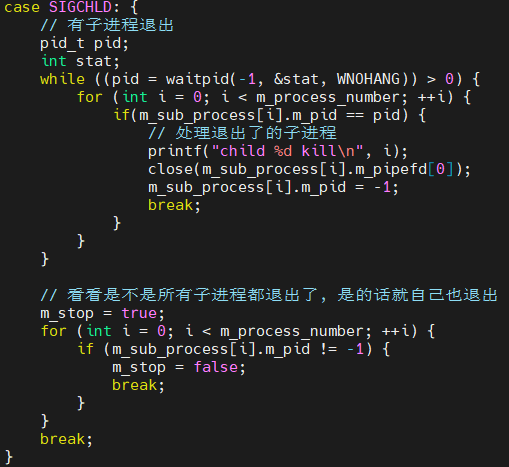 case SIGCHLD: {
    // 有子进程退出
    pid_t pid;
    int stat;
    while ((pid = waitpid(-1, &stat, WNOHANG)) > 0) {
        for (int i = 0; i < m_process_number; ++i) {
            if(m_sub_process[i].m_pid == pid) {
                // 处理退出了的子进程
                printf("child %d kill\n", i);
                close(m_sub_process[i].m_pipefd[0]);
                m_sub_process[i].m_pid = -1;
                break;
            }
        }
    }

    // 看看是不是所有子进程都退出了，是的话就自己也退出
    m_stop = true;
    for (int i = 0; i < m_process_number; ++i) {
        if (m_sub_process[i].m_pid != -1) {
            m_stop = false;
            break;
        }
    }
    break;
}